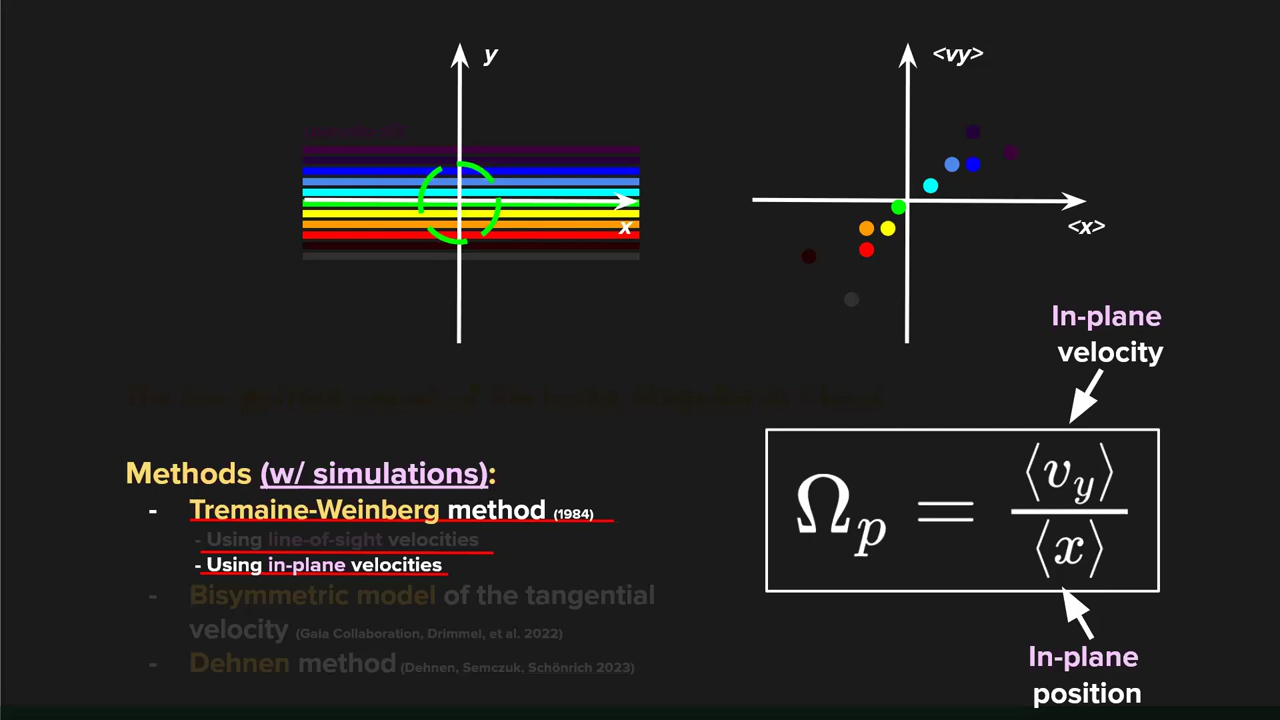 y
<vy>
x
<x>
In-plane
velocity
Methods (w/ simulations):
- Tremaine-Weinberg method (1984)
- Using line-of-sight velocities
- Using in-plane velocities
- Bisymmetric model of the tangential
velocity (Gaia Collaboration, Drimmel, et al. 2022)
- Dehnen method (Dehnen, Semczuk, Schönrich 2023)
Ωp = ⟨vy⟩ / ⟨x⟩
In-plane
position